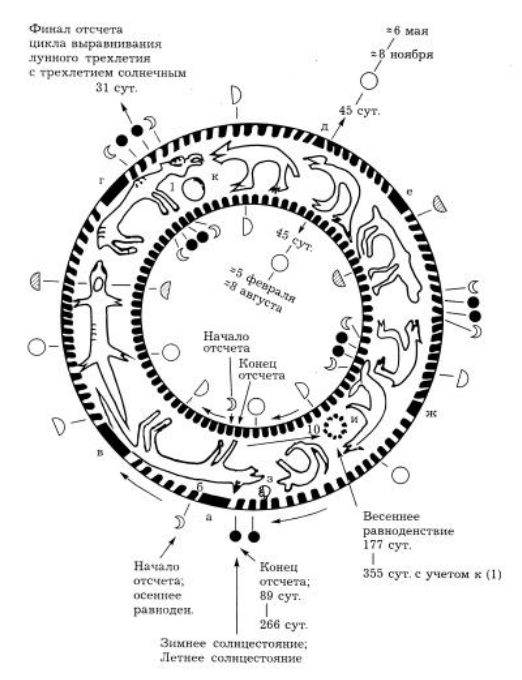 Финал отсчета
цикла выравнивания
лунного трехлетия
с трехлетием солнечным
31 сут.
≈6 мая
≈8 ноября
45 сут.
д
г
1
к
е
45 сут.
≈5 февраля
≈8 августа
Начало
отсчета
Конец
отсчета
ж
и
10
в
з
б
а
Начало
отсчета;
осеннее
равноден.
Конец
отсчета;
89 сут.
266 сут.
Весеннее
равноденствие
177 сут.
355 сут. с учетом к (1)
Зимнее солнцестояние;
Летнее солнцестояние